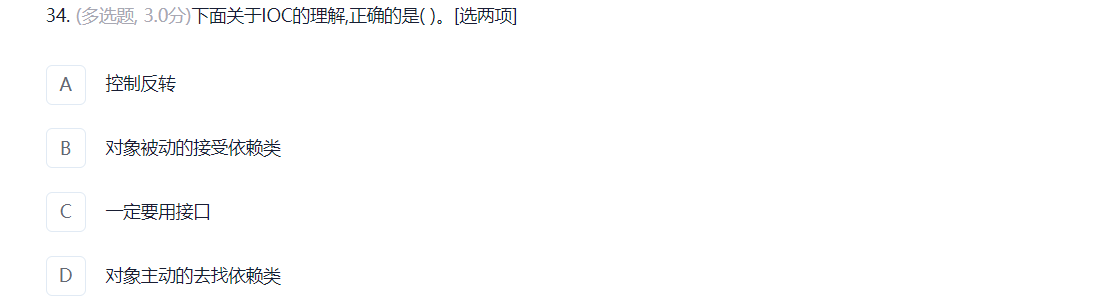 34. (多选题, 3.0分)下面关于IOC的理解,正确的是( )。[选两项]
A 控制反转
B 对象被动的接受依赖类
C 一定要用接口
D 对象主动的去找依赖类